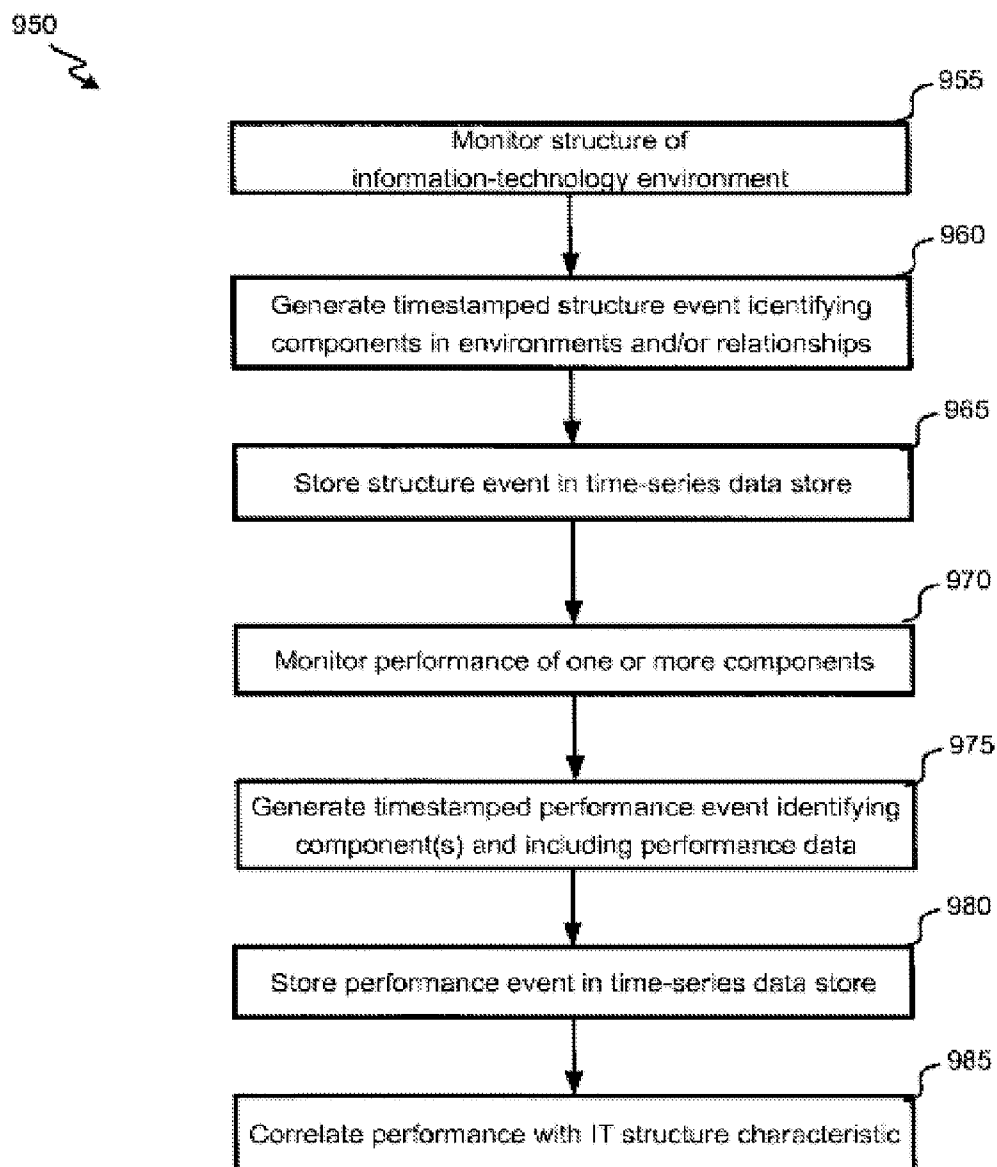 950
955
Monitor structure of
information-technology environment
960
Generate timestamped structure event identifying
components in environments and/or relationships
965
Store structure event in time-series data store
970
Monitor performance of one or more components
975
Generate timestamped performance event identifying
component(s) and including performance data
980
Store performance event in time-series data store
985
Correlate performance with IT structure characteristic